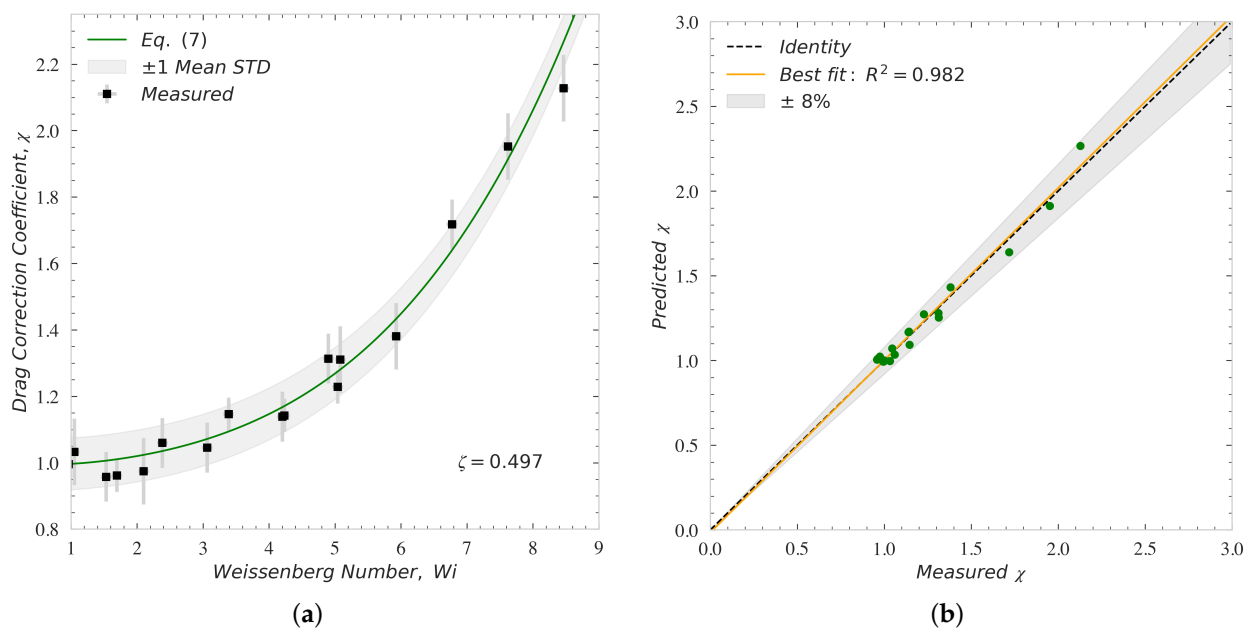 Eq. (7)
±1 Mean STD
Measured
2.2
2.0
1.8
1.6
1.4
1.2
1.0
0.8
Drag Correction Coefficient, χ
ζ = 0.497
1 2 3 4 5 6 7 8 9
Weissenberg Number, Wi
(a)
Identity
Best fit: R² = 0.982
± 8%
3.0
2.5
2.0
1.5
1.0
0.5
0.0
Predicted χ
0.0 0.5 1.0 1.5 2.0 2.5 3.0
Measured χ
(b)